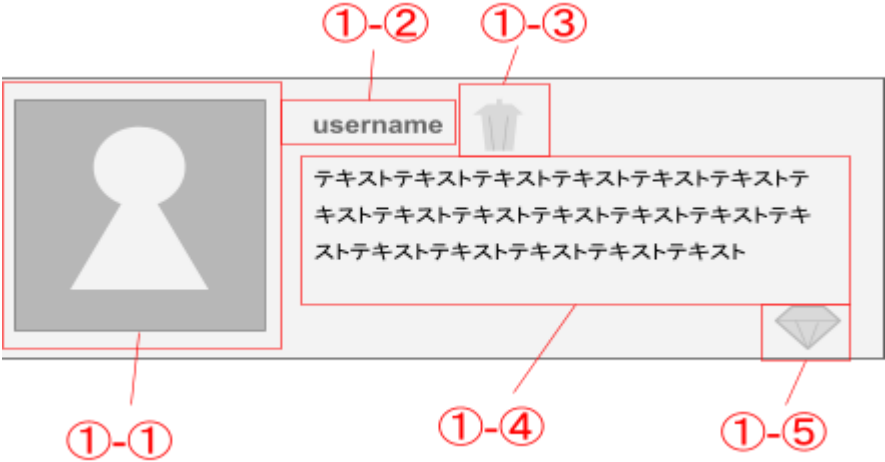 ①-② ①-③
username
テキストテキストテキストテキストテキストテキストテ
キストテキストテキストテキストテキストテキストテキ
ストテキストテキストテキストテキストテキスト
①-① ①-④ ①-⑤